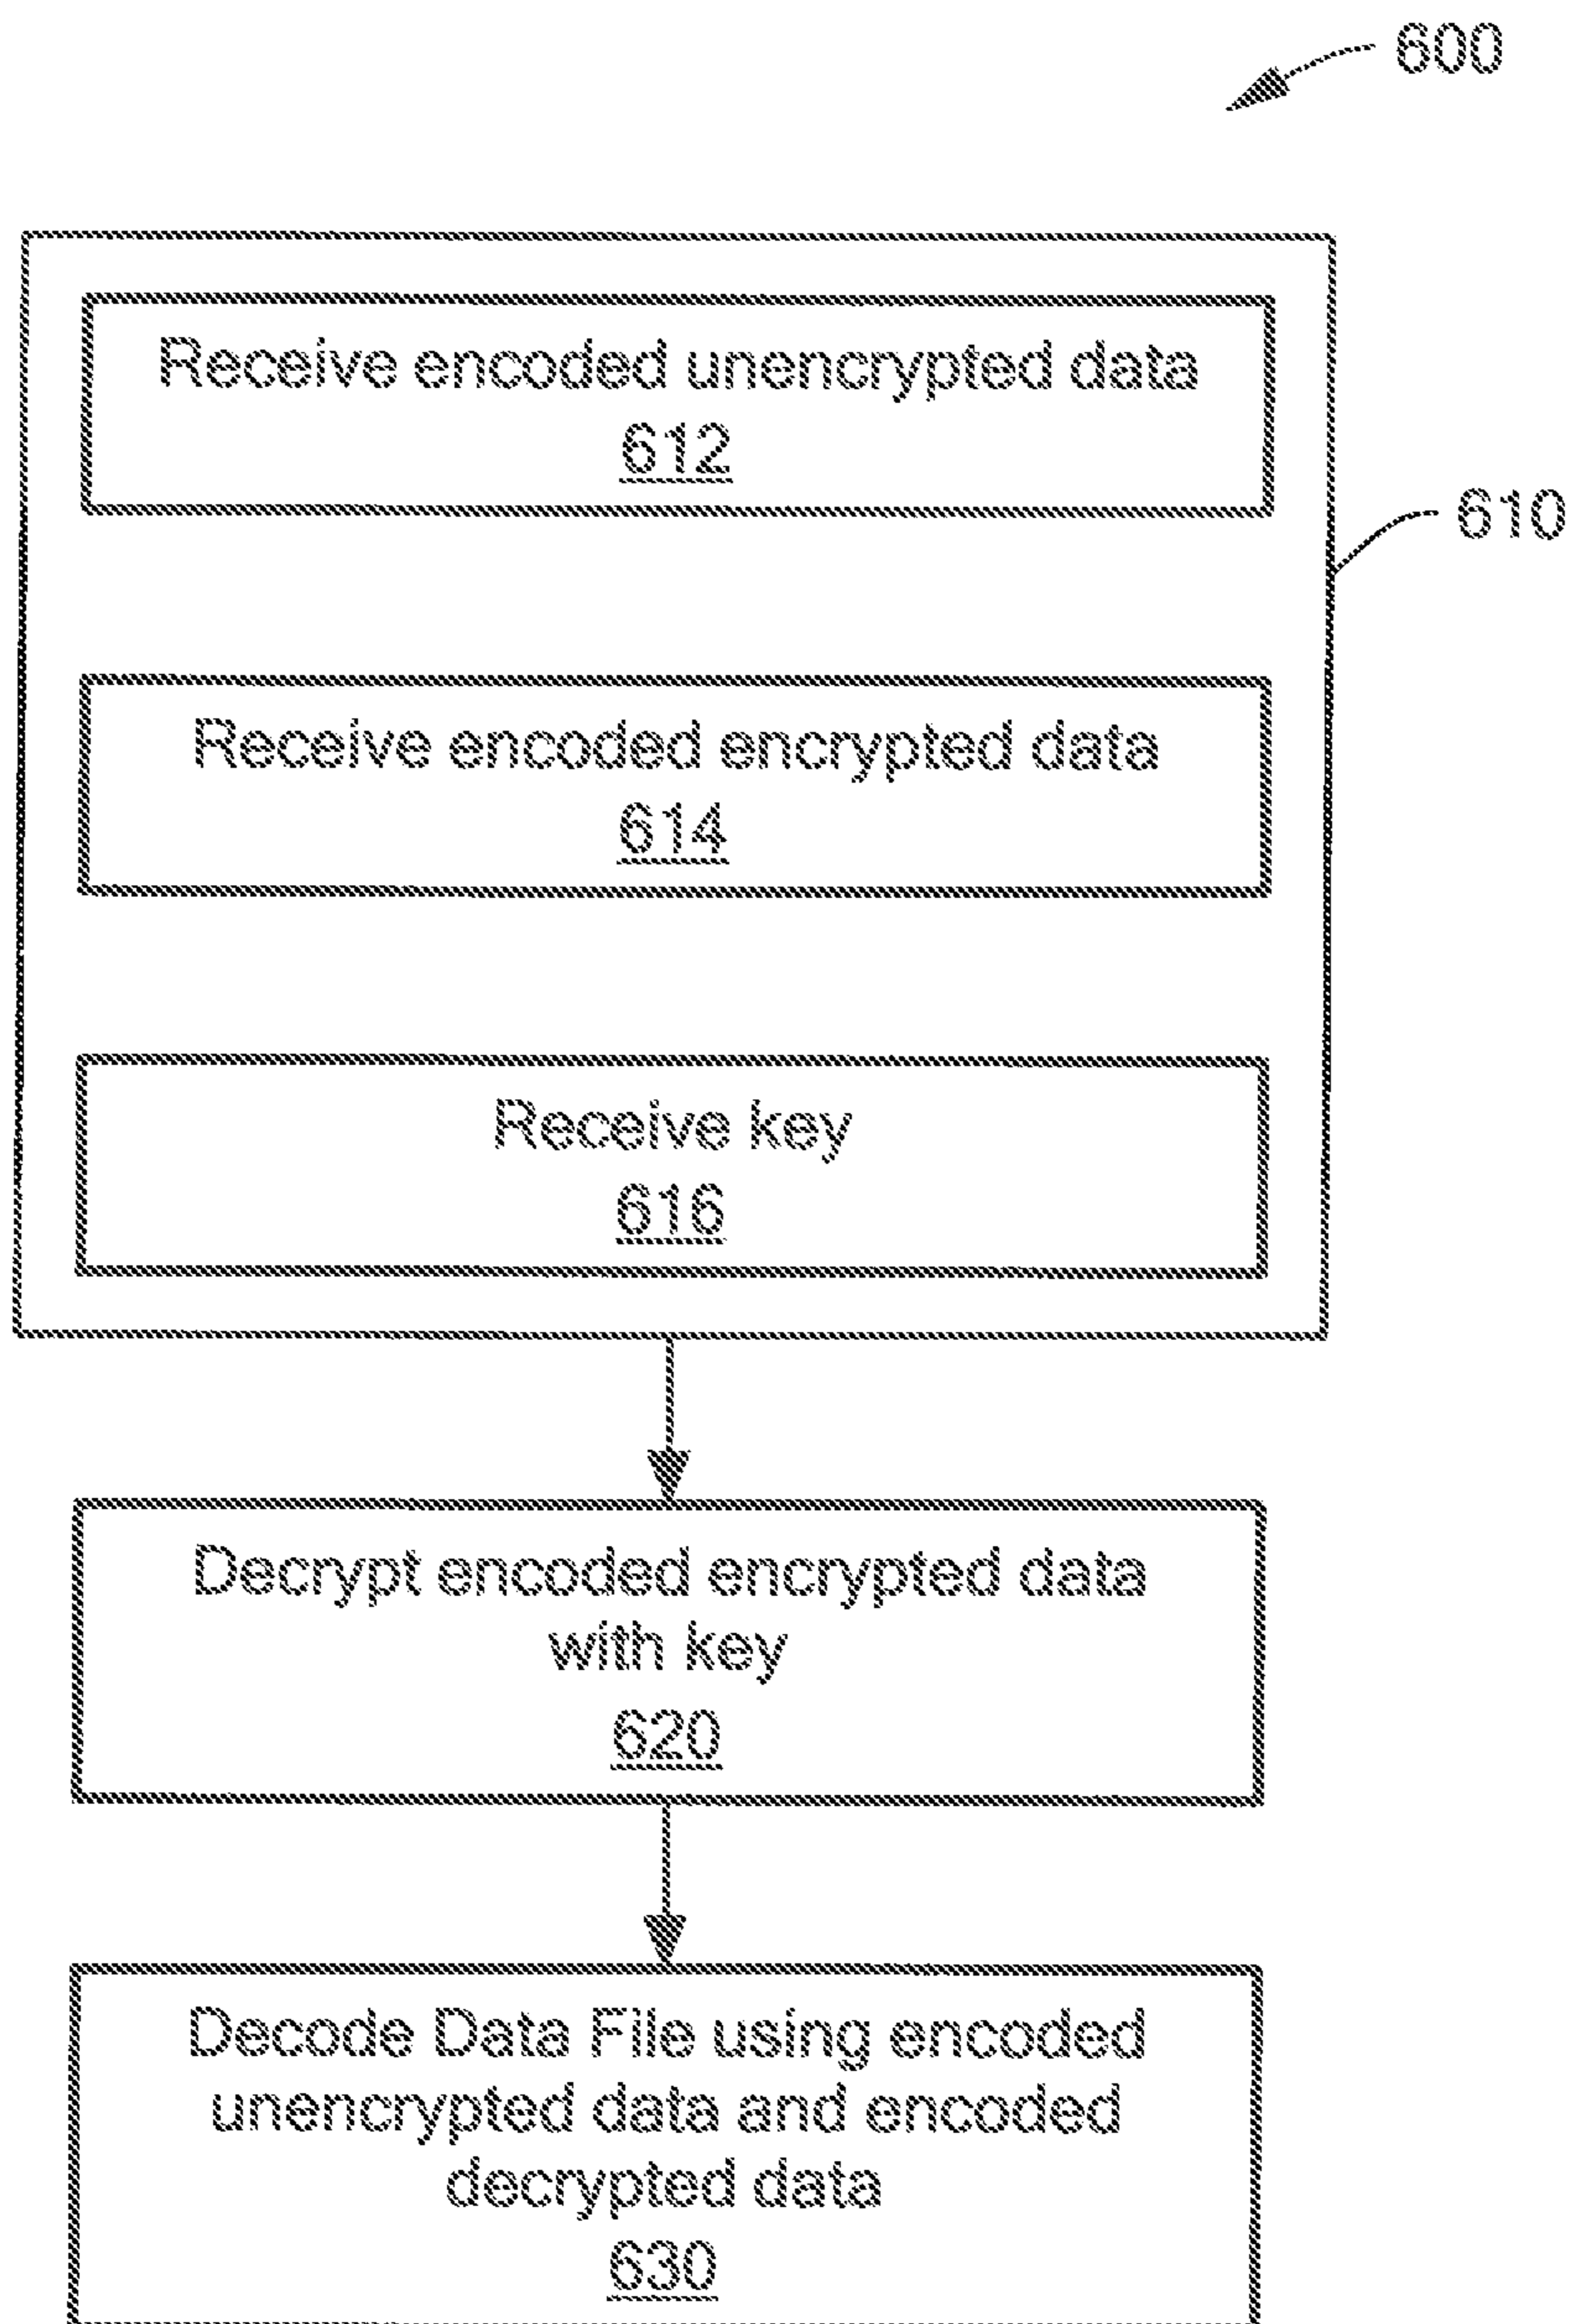 600
Receive encoded unencrypted data
612
610
Receive encoded encrypted data
614
Receive key
616
Decrypt encoded encrypted data
with key
620
Decode Data File using encoded
unencrypted data and encoded
decrypted data
630